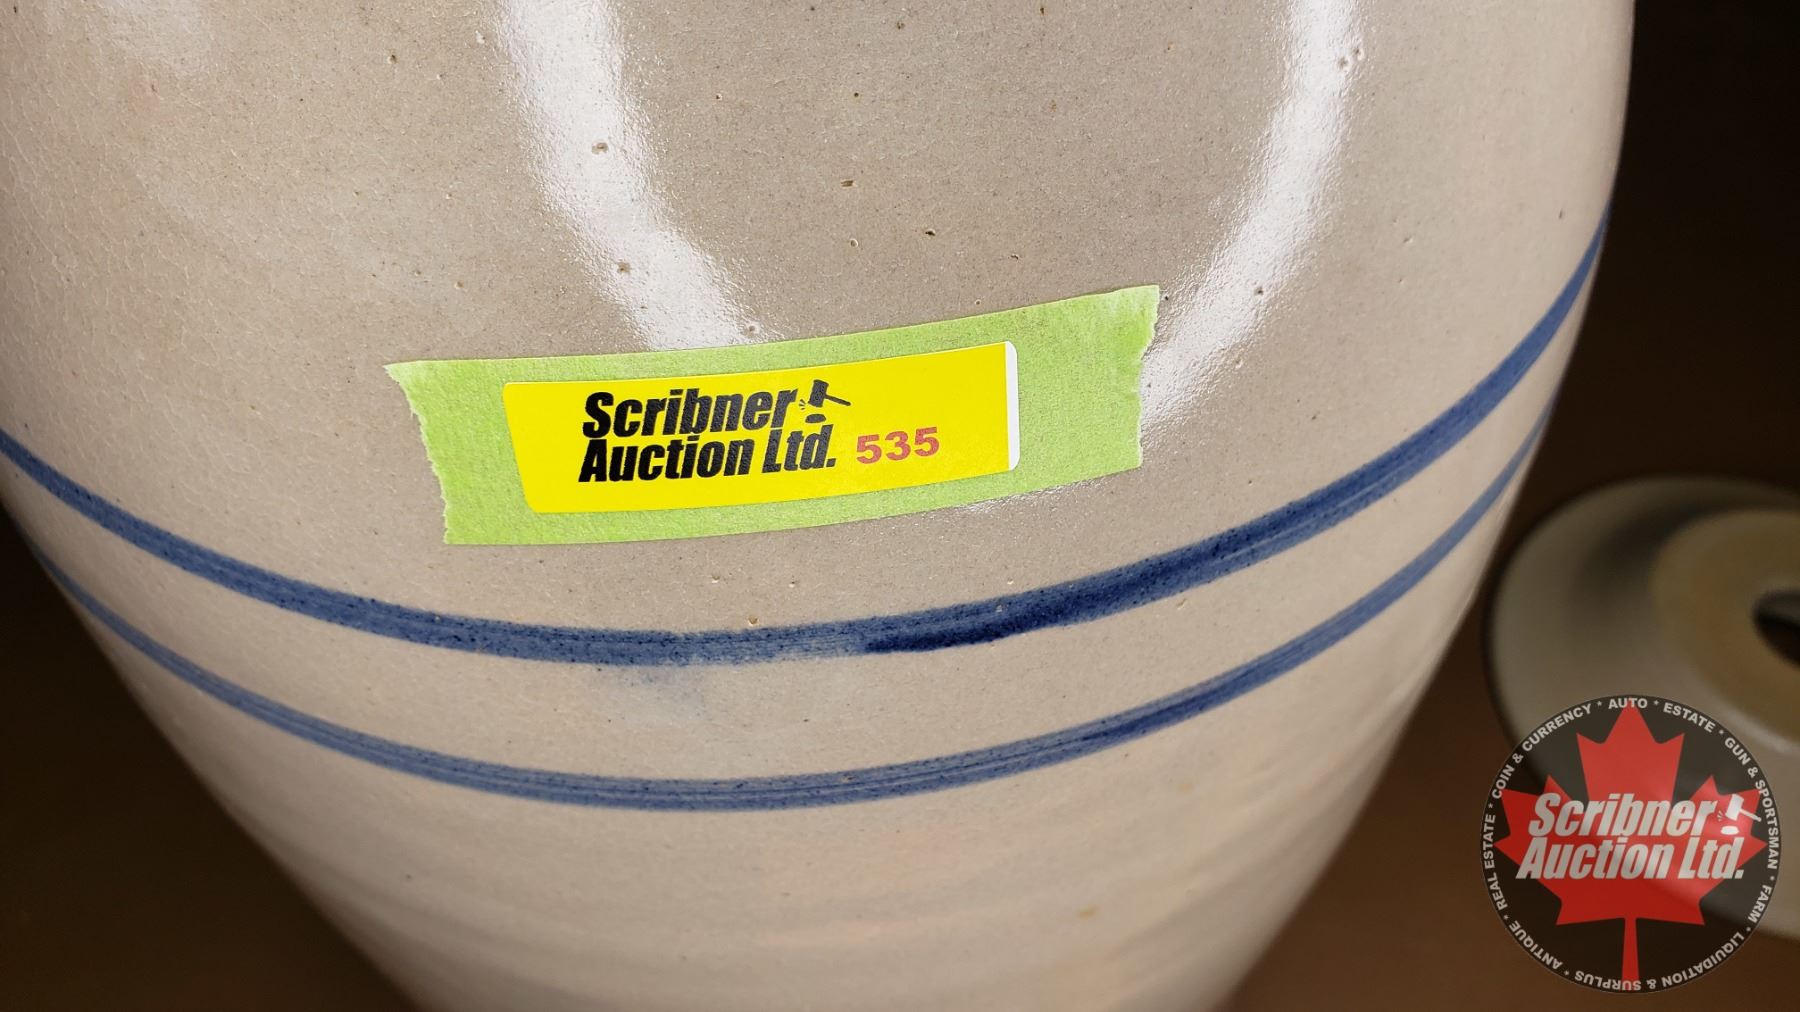 Scribner
Auction Ltd. 535
COIN & CURRENCY * AUTO * ESTATE * GUN & SPORTSMAN * FARM * LIQUIDATION & SURPLUS * ANTIQUE * REAL ESTATE *
Scribner
Auction Ltd.